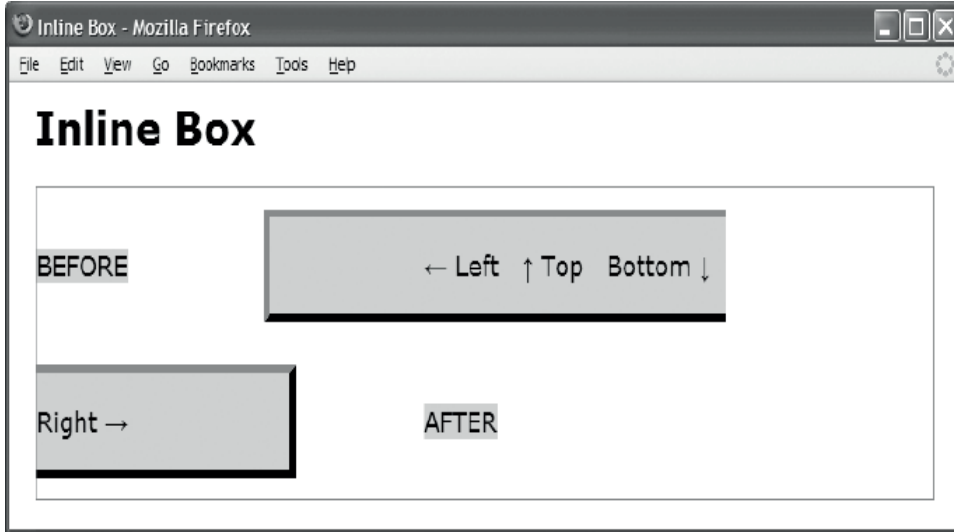 Inline Box - Mozilla Firefox
File Edit View Go Bookmarks Tools Help
Inline Box
BEFORE ← Left ↑ Top Bottom ↓
Right → AFTER